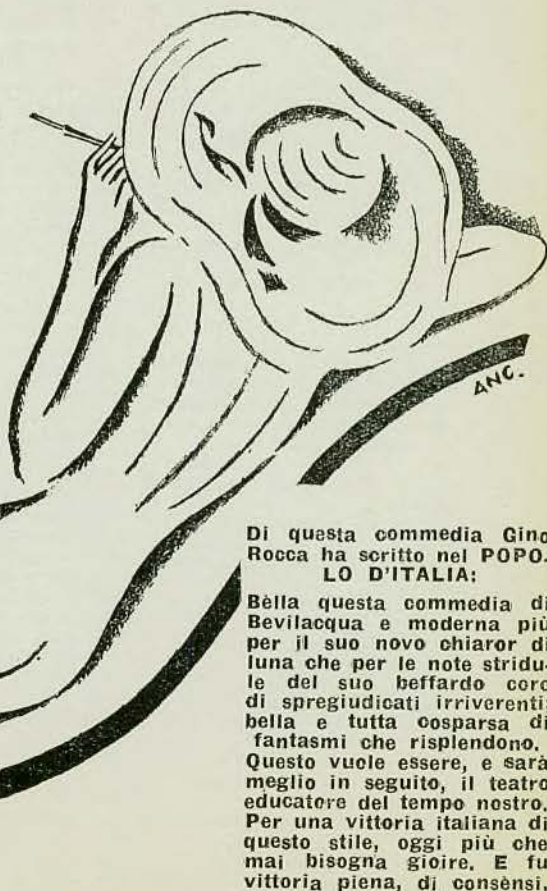 ANC.
Di questa commedia Gino
Rocca ha scritto nel POPO-
LO D'ITALIA:
Bèlla questa commedia di
Bevilacqua e moderna più
per il suo novo chiaror di
luna che per le note stridu-
le del suo beffardo coro
di spregiudicati irriverenti:
bella e tutta cosparsa di
fantasmi che risplendono.
Questo vuole essere, e sarà
meglio in seguito, il teatro
educatore del tempo nostro.
Per una vittoria italiana di
questo stile, oggi più che
mai bisogna gioire. E fu
vittoria piena, di consènsi.